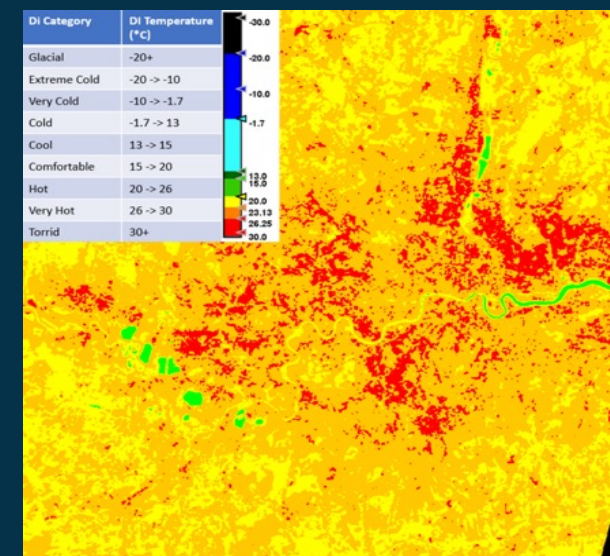 Di Category DI Temperature
(°C)
Glacial -20+
Extreme Cold -20 -> -10
Very Cold -10 -> -1.7
Cold -1.7 -> 13
Cool 13 -> 15
Comfortable 15 -> 20
Hot 20 -> 26
Very Hot 26 -> 30
Torrid 30+
-30.0
-20.0
-10.0
-1.7
13.0
15.0
20.0
23.13
26.25
30.0